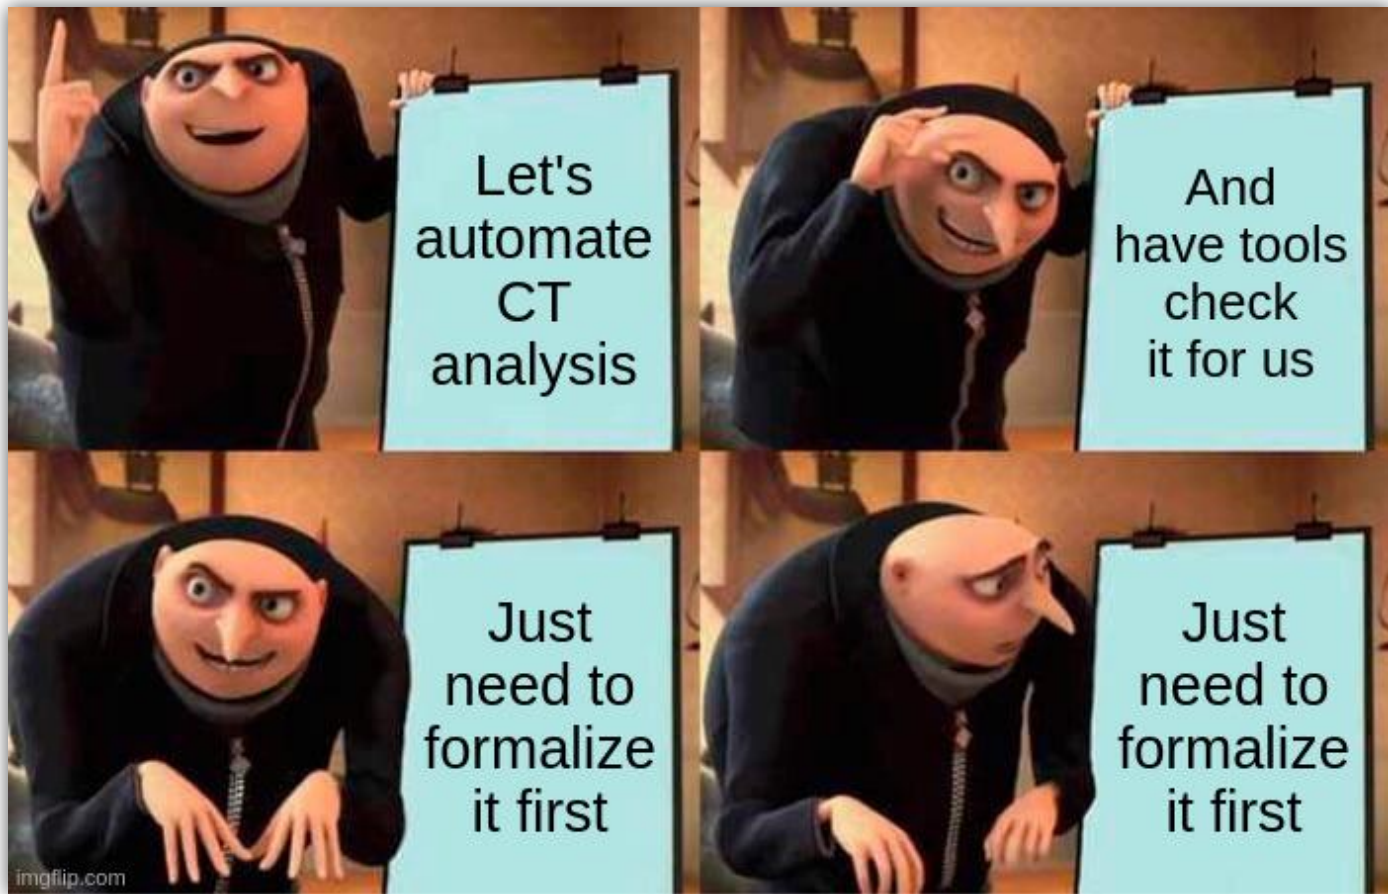 Let's
automate
CT
analysis
And
have tools
check
it for us
Just
need to
formalize
it first
Just
need to
formalize
it first
imgflip.com